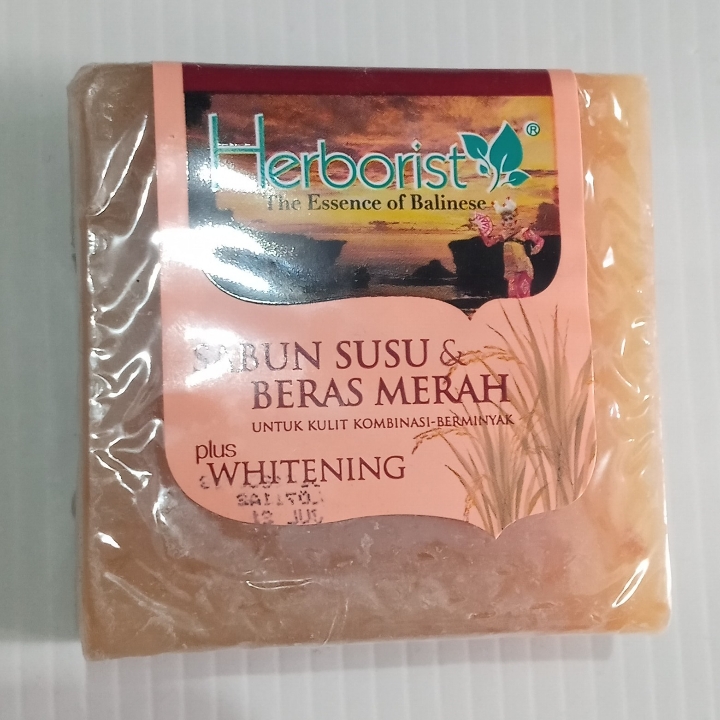 Herborist®
The Essence of Balinese
SABUN SUSU &
BERAS MERAH
UNTUK KULIT KOMBINASI-BERMINYAK
plus
WHITENING